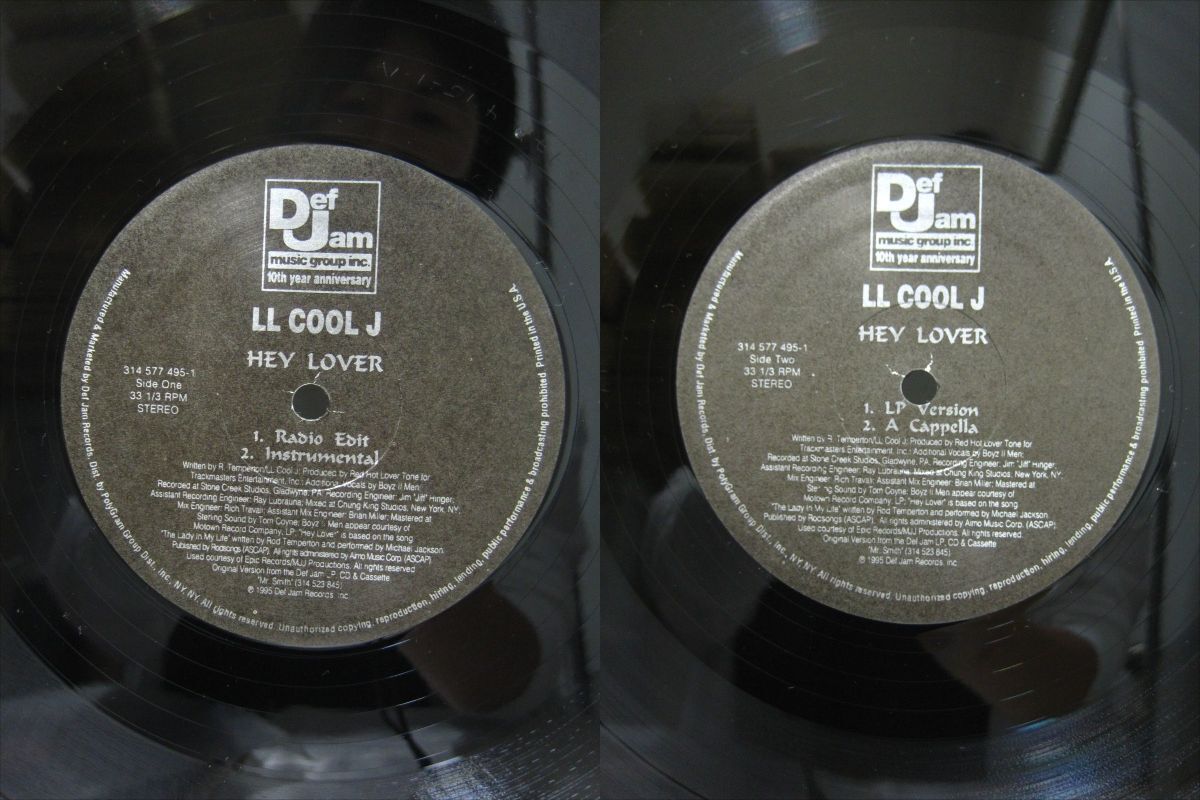 Def
Jam
music group inc.
10th year anniversary
LL COOL J
HEY LOVER
314 577 495-1
Side One
33 1/3 RPM
STEREO
1. Radio Edit
2. Instrumental
Written by R. Temperton/LL Cool J; Produced by Red Hot Lover Tone for
Trackmasters Entertainment, Inc.; Additional Vocals by Boyz II Men;
Recorded at Stone Creek Studios, Gladwyne, PA. Recording Engineer: Jim "Jiff" Hinger;
Assistant Recording Engineer: Ray Lubrauna; Mixed at Chung King Studios, New York, NY;
Mix Engineer: Rich Travali; Assistant Mix Engineer: Brian Miller; Mastered at
Sterling Sound by Tom Coyne; Boyz II Men appear courtesy of
Motown Record Company, LP; "Hey Lover" is based on the song
"The Lady In My Life" written by Rod Temperton and performed by Michael Jackson.
Published by Rodsongs (ASCAP). All rights administered by Almo Music Corp. (ASCAP)
Used courtesy of Epic Records/MJJ Productions. All rights reserved
Original Version from the Def Jam LP, CD & Cassette
"Mr. Smith" (314 523 845)
℗ 1995 Def Jam Records, Inc.
Manufactured & Marketed by Def Jam Records, Dist. by PolyGram Group Dist., Inc., NY, NY. All rights reserved. Unauthorized copying, reproduction, hiring, lending, public performance & broadcasting prohibited. Printed in the U.S.A.
Def
Jam
music group inc.
10th year anniversary
LL COOL J
HEY LOVER
314 577 495-1
Side Two
33 1/3 RPM
STEREO
1. LP Version
2. A Cappella
Written by R. Temperton/LL Cool J; Produced by Red Hot Lover Tone for
Trackmasters Entertainment, Inc.; Additional Vocals by Boyz II Men;
Recorded at Stone Creek Studios, Gladwyne, PA. Recording Engineer: Jim "Jiff" Hinger;
Assistant Recording Engineer: Ray Lubrauna; Mixed at Chung King Studios, New York, NY;
Mix Engineer: Rich Travali; Assistant Mix Engineer: Brian Miller; Mastered at
Sterling Sound by Tom Coyne; Boyz II Men appear courtesy of
Motown Record Company, LP; "Hey Lover" is based on the song
"The Lady In My Life" written by Rod Temperton and performed by Michael Jackson.
Published by Rodsongs (ASCAP). All rights administered by Almo Music Corp. (ASCAP)
Used courtesy of Epic Records/MJJ Productions. All rights reserved
Original Version from the Def Jam LP, CD & Cassette
"Mr. Smith" (314 523 845)
℗ 1995 Def Jam Records, Inc.
Manufactured & Marketed by Def Jam Records, Dist. by PolyGram Group Dist., Inc., NY, NY. All rights reserved. Unauthorized copying, reproduction, hiring, lending, public performance & broadcasting prohibited. Printed in the U.S.A.